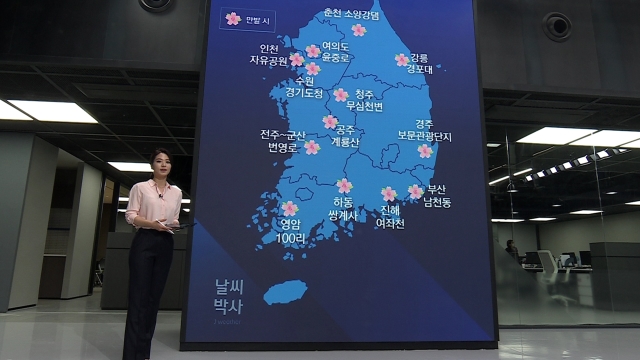 만발 시
춘천 소양강댐
여의도
윤중로
인천
자유공원
강릉
경포대
수원
경기도청
청주
무심천변
공주
계룡산
전주~군산
번영로
경주
보문관광단지
하동
쌍계사
진해
여좌천
부산
남천동
영암
100리
날씨
박사